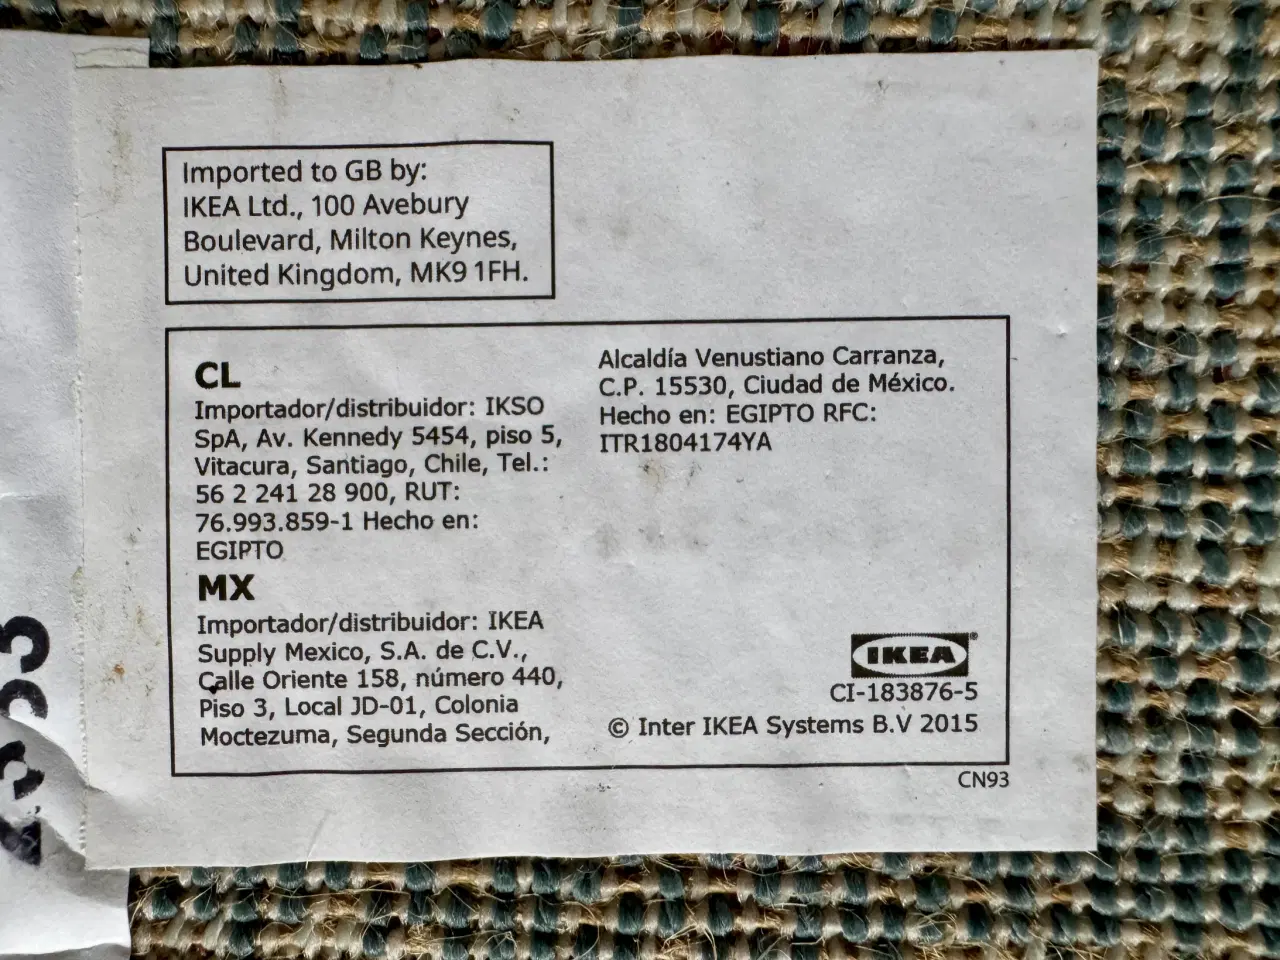 Imported to GB by:
IKEA Ltd., 100 Avebury
Boulevard, Milton Keynes,
United Kingdom, MK9 1FH.
CL
Importador/distribuidor: IKSO
SpA, Av. Kennedy 5454, piso 5,
Vitacura, Santiago, Chile, Tel.:
56 2 241 28 900, RUT:
76.993.859-1 Hecho en:
EGIPTO
MX
Importador/distribuidor: IKEA
Supply Mexico, S.A. de C.V.,
Calle Oriente 158, número 440,
Piso 3, Local JD-01, Colonia
Moctezuma, Segunda Sección,
Alcaldía Venustiano Carranza,
C.P. 15530, Ciudad de México.
Hecho en: EGIPTO RFC:
ITR1804174YA
IKEA®
CI-183876-5
© Inter IKEA Systems B.V 2015
CN93